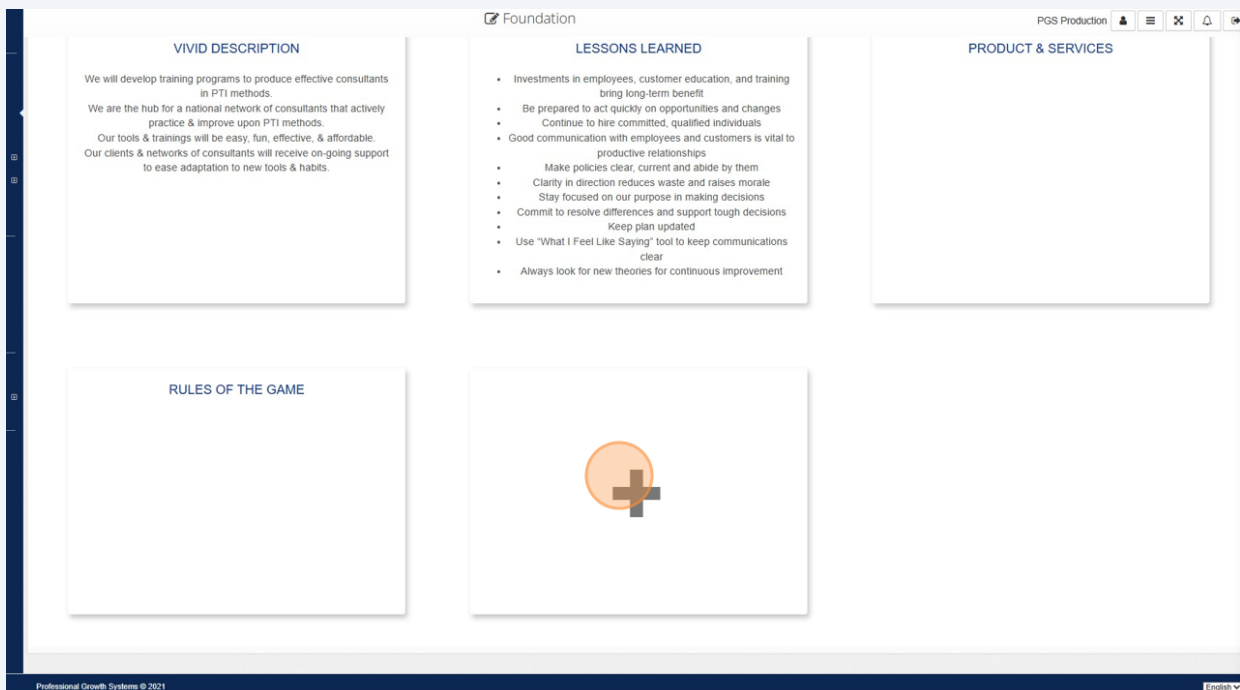 Foundation
PGS Production
VIVID DESCRIPTION
We will develop training programs to produce effective consultants
in PTI methods.
We are the hub for a national network of consultants that actively
practice & improve upon PTI methods.
Our tools & trainings will be easy, fun, effective, & affordable.
Our clients & networks of consultants will receive on-going support
to ease adaptation to new tools & habits.
LESSONS LEARNED
• Investments in employees, customer education, and training
bring long-term benefit
• Be prepared to act quickly on opportunities and changes
• Continue to hire committed, qualified individuals
• Good communication with employees and customers is vital to
productive relationships
• Make policies clear, current and abide by them
• Clarity in direction reduces waste and raises morale
• Stay focused on our purpose in making decisions
• Commit to resolve differences and support tough decisions
• Keep plan updated
• Use "What I Feel Like Saying" tool to keep communications
clear
• Always look for new theories for continuous improvement
PRODUCT & SERVICES
RULES OF THE GAME
Professional Growth Systems © 2021
English